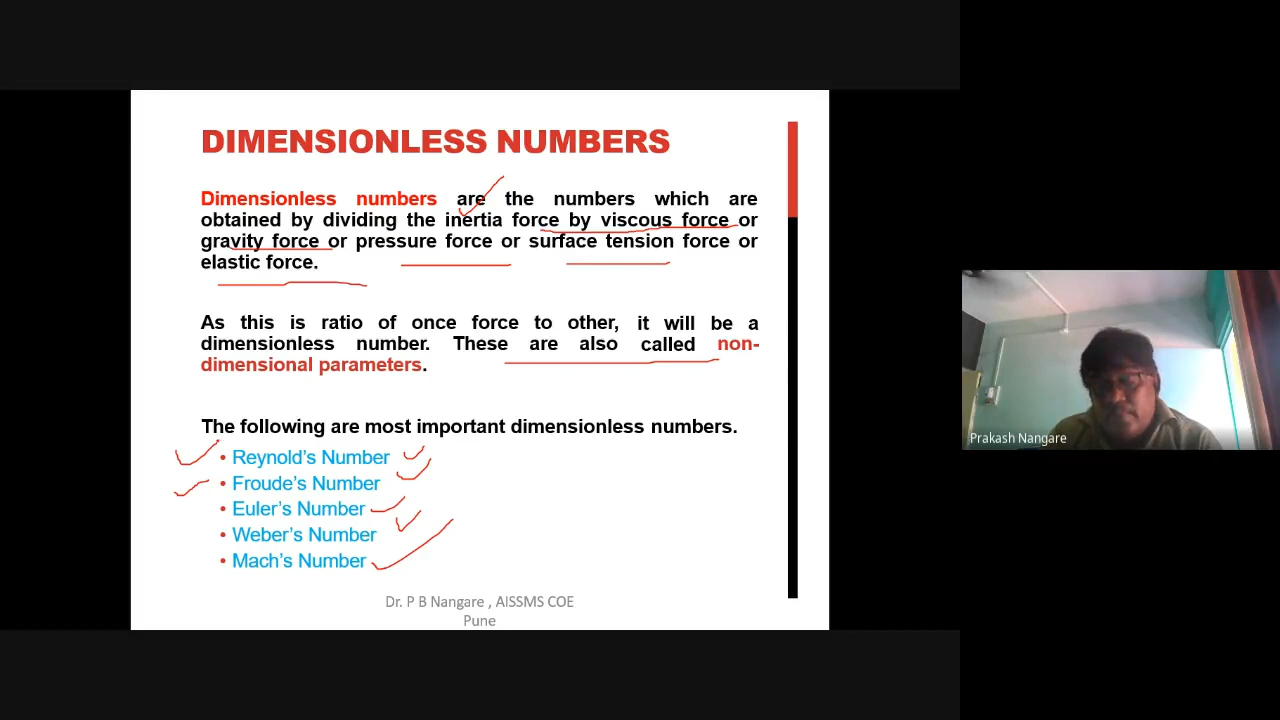 DIMENSIONLESS NUMBERS
Dimensionless numbers are the numbers which are
obtained by dividing the inertia force by viscous force or
gravity force or pressure force or surface tension force or
elastic force.
As this is ratio of once force to other, it will be a
dimensionless number. These are also called non-
dimensional parameters.
The following are most important dimensionless numbers.
• Reynold's Number
• Froude's Number
• Euler's Number
• Weber's Number
• Mach's Number
Dr. P B Nangare , AISSMS COE
Pune
Prakash Nangare